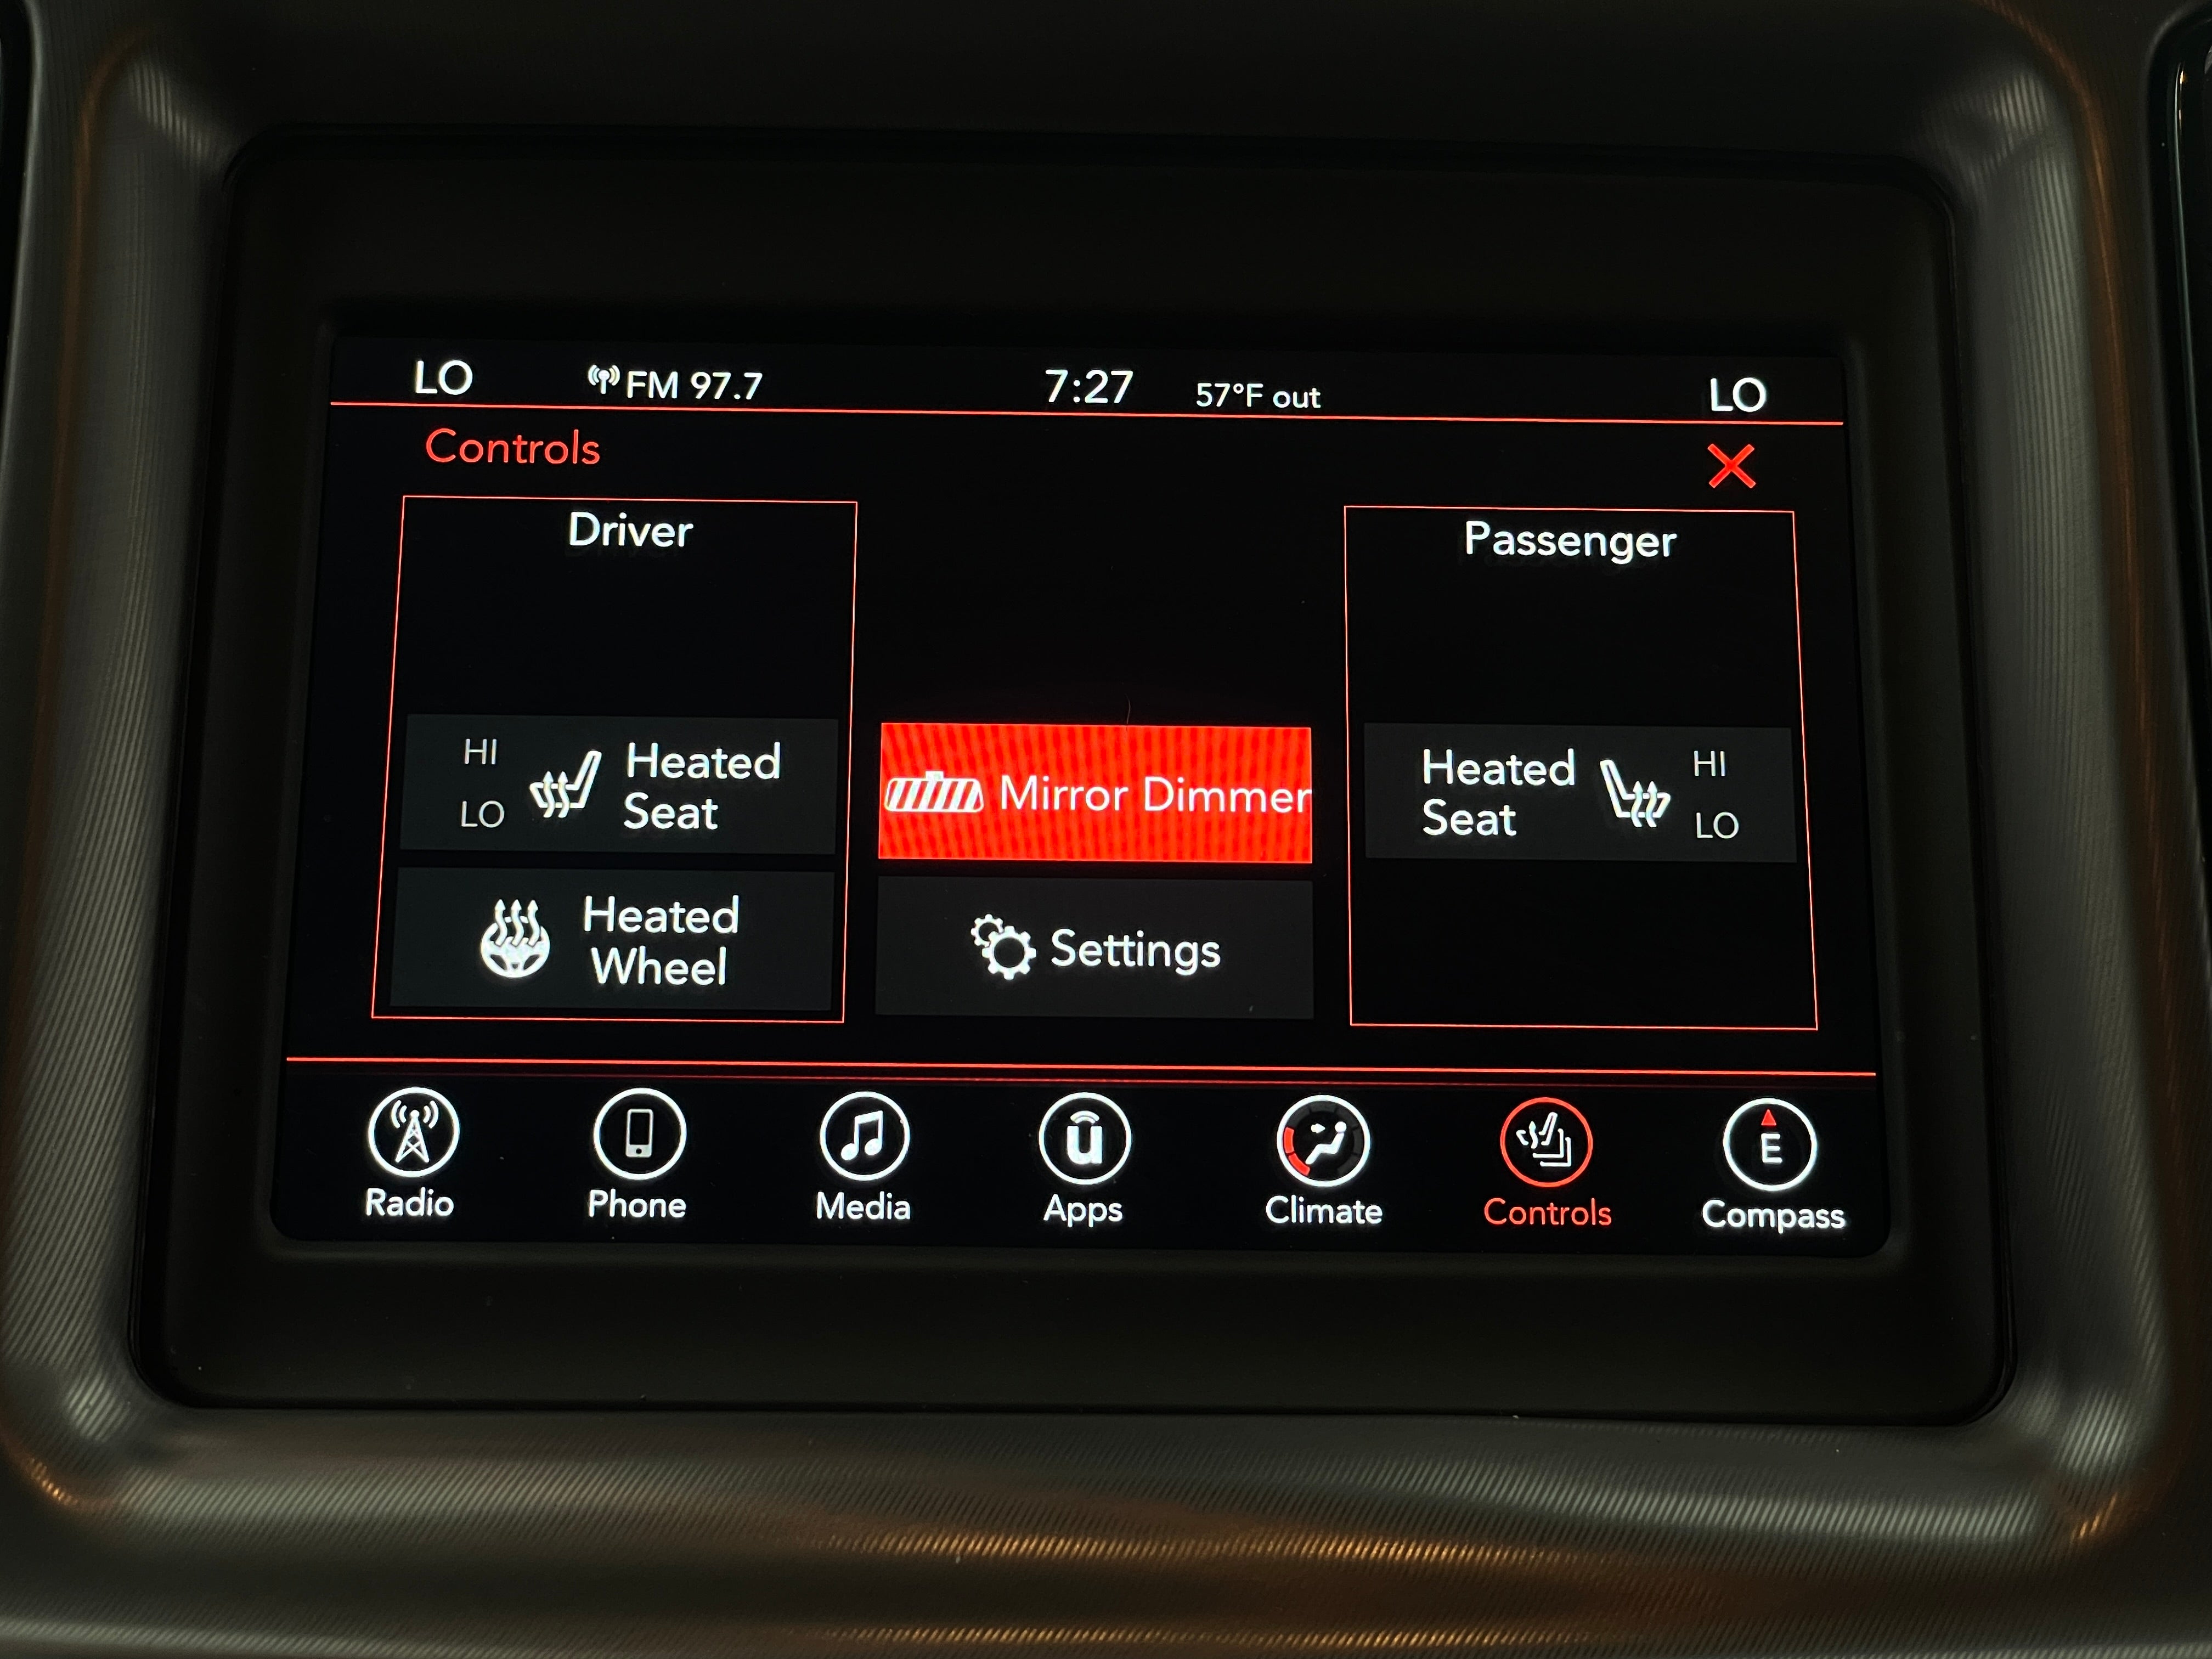 LO FM 97.7 7:27 57°F out LO
Controls
Driver
Passenger
HI
LO
Heated
Seat
Mirror Dimmer
Heated
Seat
HI
LO
Heated
Wheel
Settings
Radio
Phone
Media
u
Apps
Climate
Controls
E
Compass